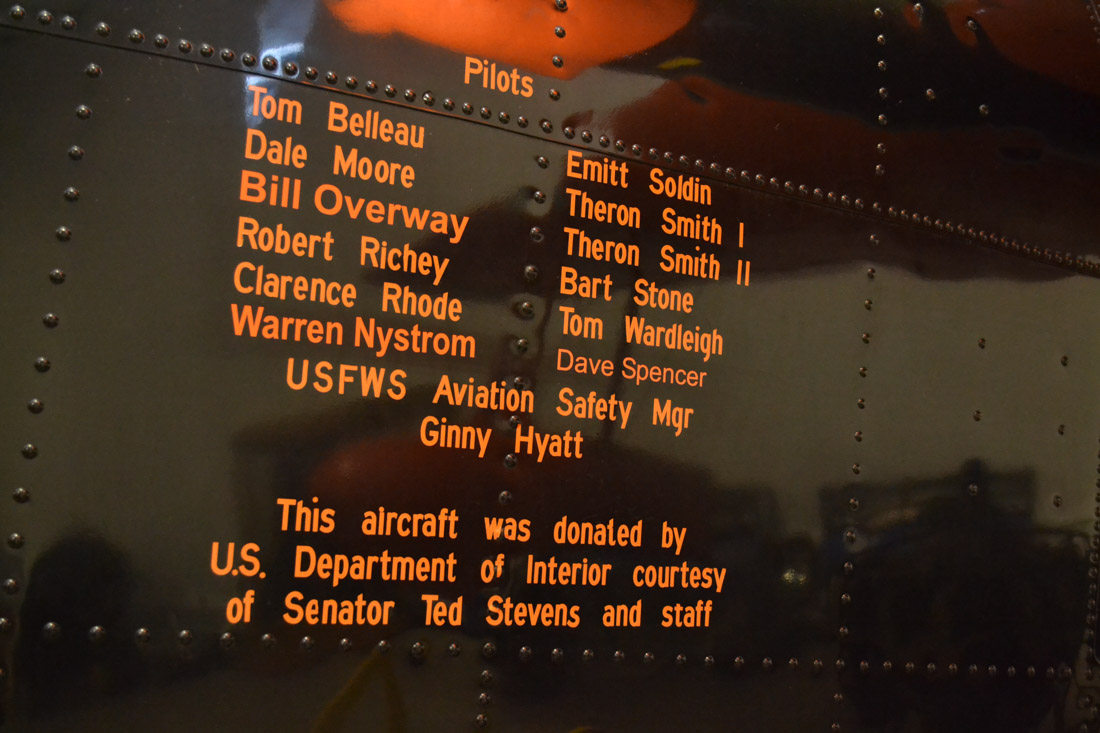 Pilots
Tom Belleau
Dale Moore
Bill Overway
Robert Richey
Clarence Rhode
Warren Nystrom
Emitt Soldin
Theron Smith I
Theron Smith II
Bart Stone
Tom Wardleigh
Dave Spencer
USFWS Aviation Safety Mgr
Ginny Hyatt
This aircraft was donated by
U.S. Department of Interior courtesy
of Senator Ted Stevens and staff